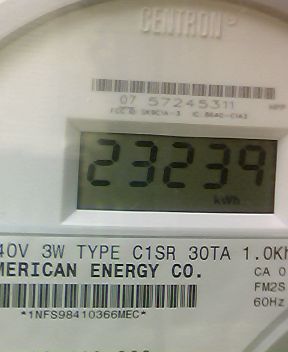 CENTRON
07 57245311
23239
kWh
40V 3W TYPE C1SR 30TA 1.0Kh
MERICAN ENERGY CO.
CA 0
FM2S
60Hz
*1NFS98410366MEC*